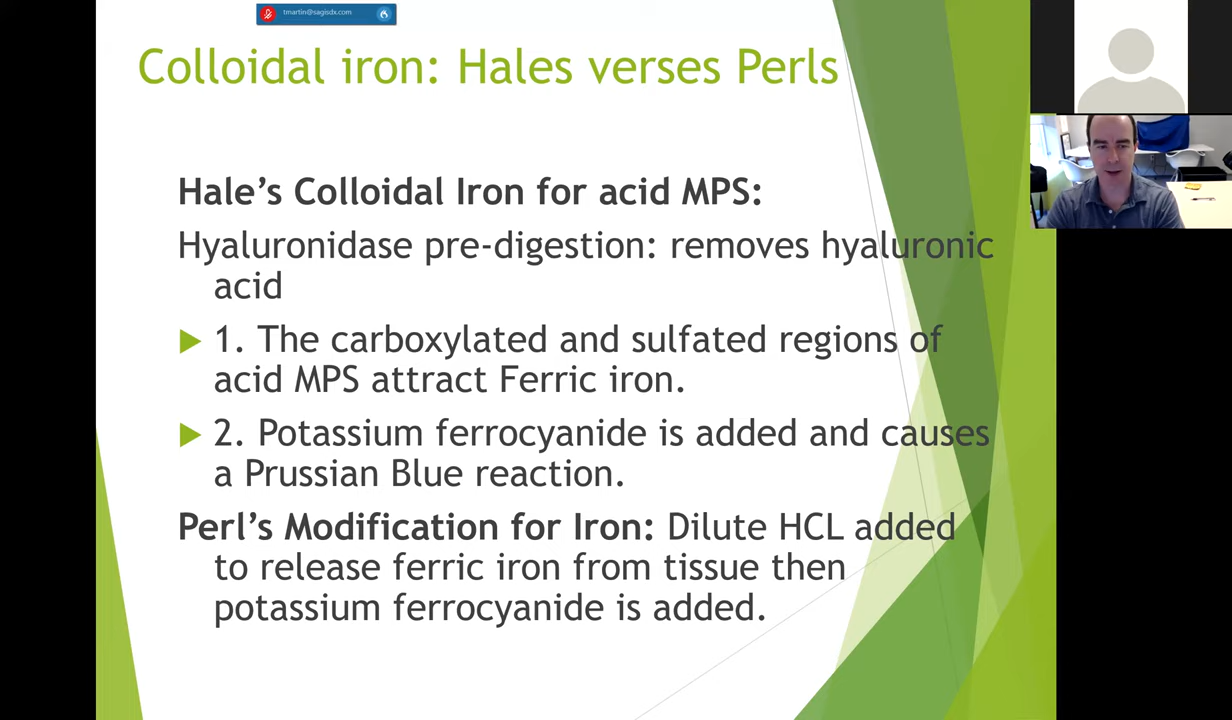 tmartin@sagisdx.com
Colloidal iron: Hales verses Perls
Hale’s Colloidal Iron for acid MPS:
Hyaluronidase pre-digestion: removes hyaluronic
acid
1. The carboxylated and sulfated regions of
acid MPS attract Ferric iron.
2. Potassium ferrocyanide is added and causes
a Prussian Blue reaction.
Perl’s Modification for Iron: Dilute HCL added
to release ferric iron from tissue then
potassium ferrocyanide is added.